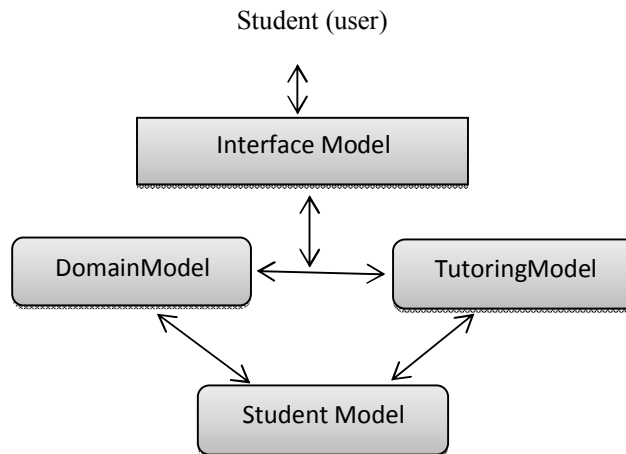 Student (user)
Interface Model
DomainModel
TutoringModel
Student Model